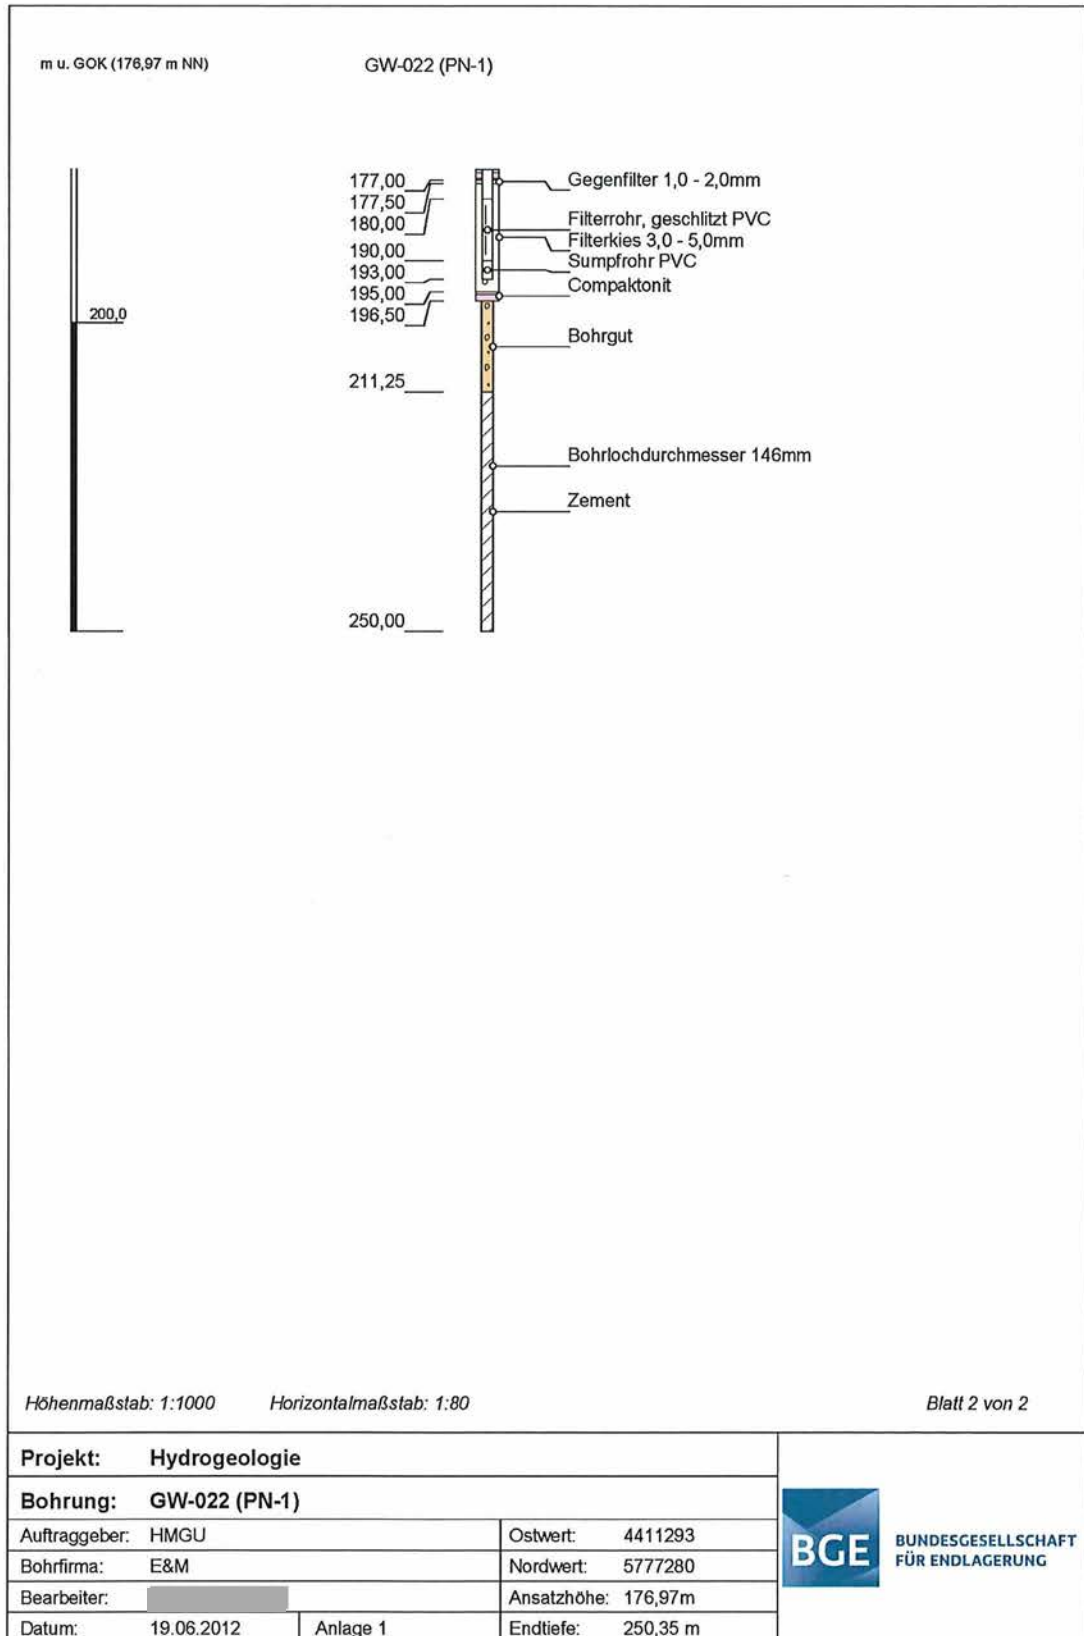 m u. GOK (176,97 m NN)
GW-022 (PN-1)
177,00
177,50
180,00
190,00
193,00
195,00
196,50
211,25
250,00
200,0
Gegenfilter 1,0 - 2,0mm
Filterrohr, geschlitzt PVC
Filterkies 3,0 - 5,0mm
Sumpfrohr PVC
Compaktonit
Bohrgut
Bohrlochdurchmesser 146mm
Zement
Höhenmaßstab: 1:1000 Horizontalmaßstab: 1:80 Blatt 2 von 2
Projekt: Hydrogeologie
Bohrung: GW-022 (PN-1)
Auftraggeber: HMGU Ostwert: 4411293
Bohrfirma: E&M Nordwert: 5777280
Bearbeiter: Ansatzhöhe: 176,97m
Datum: 19.06.2012 Anlage 1 Endtiefe: 250,35 m
BGE
BUNDESGESELLSCHAFT
FÜR ENDLAGERUNG